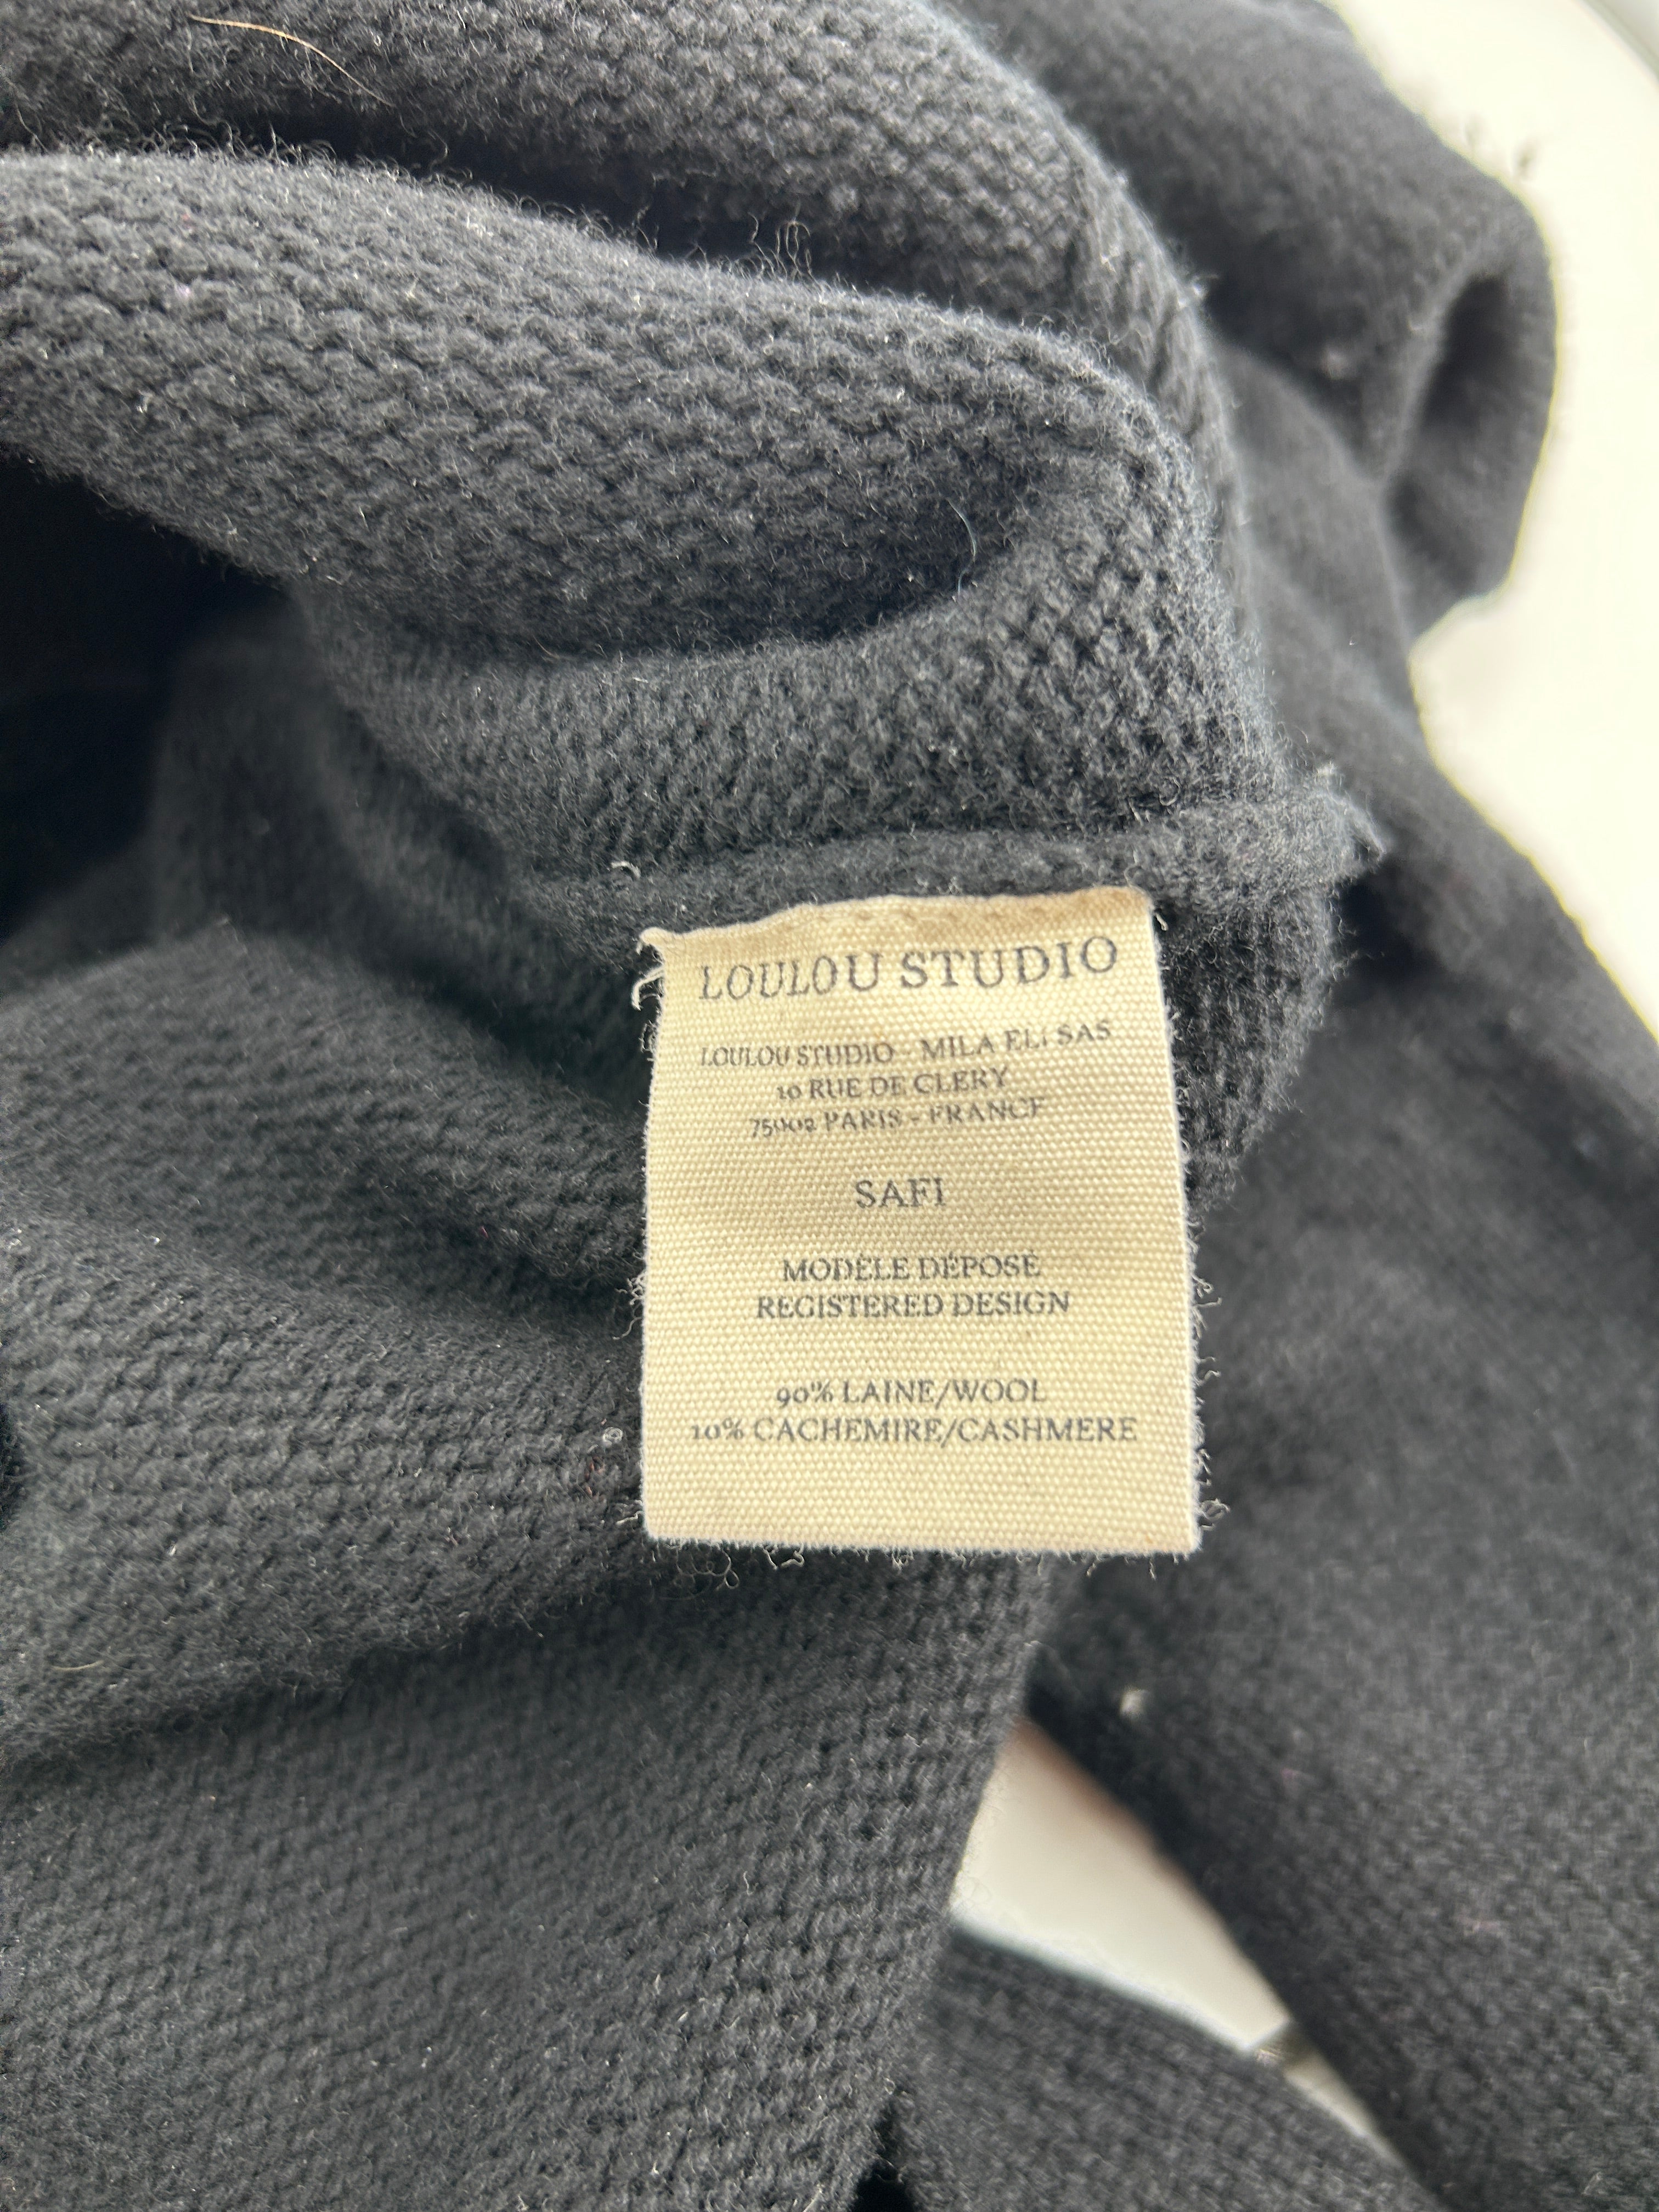 LOULOU STUDIO
LOULOU STUDIO - MILA ELI SAS
10 RUE DE CLERY
75002 PARIS - FRANCE
SAFI
MODÈLE DÉPOSÉ
REGISTERED DESIGN
90% LAINE/WOOL
10% CACHEMIRE/CASHMERE